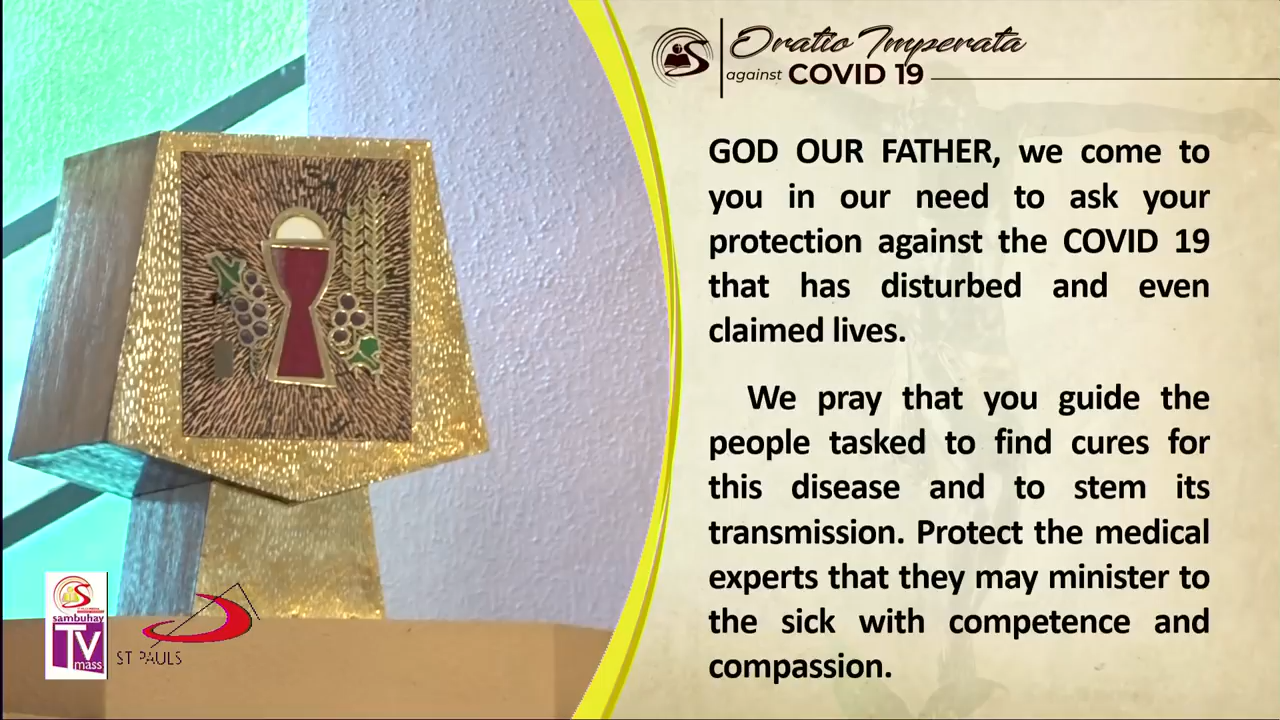 Oratio Imperata
against COVID 19
GOD OUR FATHER, we come to
you in our need to ask your
protection against the COVID 19
that has disturbed and even
claimed lives.
We pray that you guide the
people tasked to find cures for
this disease and to stem its
transmission. Protect the medical
experts that they may minister to
the sick with competence and
compassion.
sambuhay
TV
mass
ST PAULS